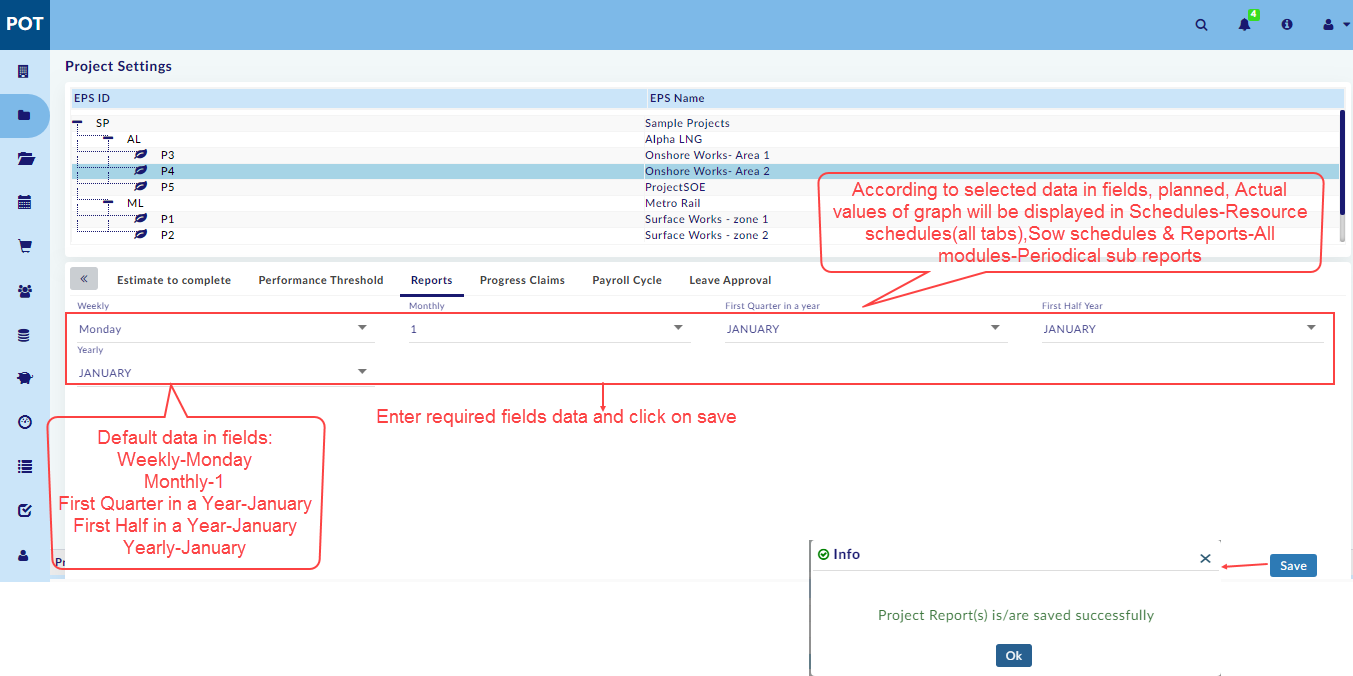 POT
4
Project Settings
EPS ID EPS Name
SP Sample Projects
AL Alpha LNG
P3 Onshore Works- Area 1
P4 Onshore Works- Area 2
P5 ProjectSOE
ML Metro Rail
P1 Surface Works - zone 1
P2 Surface Works - zone 2
According to selected data in fields, planned, Actual
values of graph will be displayed in Schedules-Resource
schedules(all tabs),Sow schedules & Reports-All
modules-Periodical sub reports
« Estimate to complete Performance Threshold Reports Progress Claims Payroll Cycle Leave Approval
Weekly Monthly First Quarter in a year First Half Year
Monday 1 JANUARY JANUARY
Yearly
JANUARY
Enter required fields data and click on save
Default data in fields:
Weekly-Monday
Monthly-1
First Quarter in a Year-January
First Half in a Year-January
Yearly-January
Pr
Info
Save
Project Report(s) is/are saved successfully
Ok